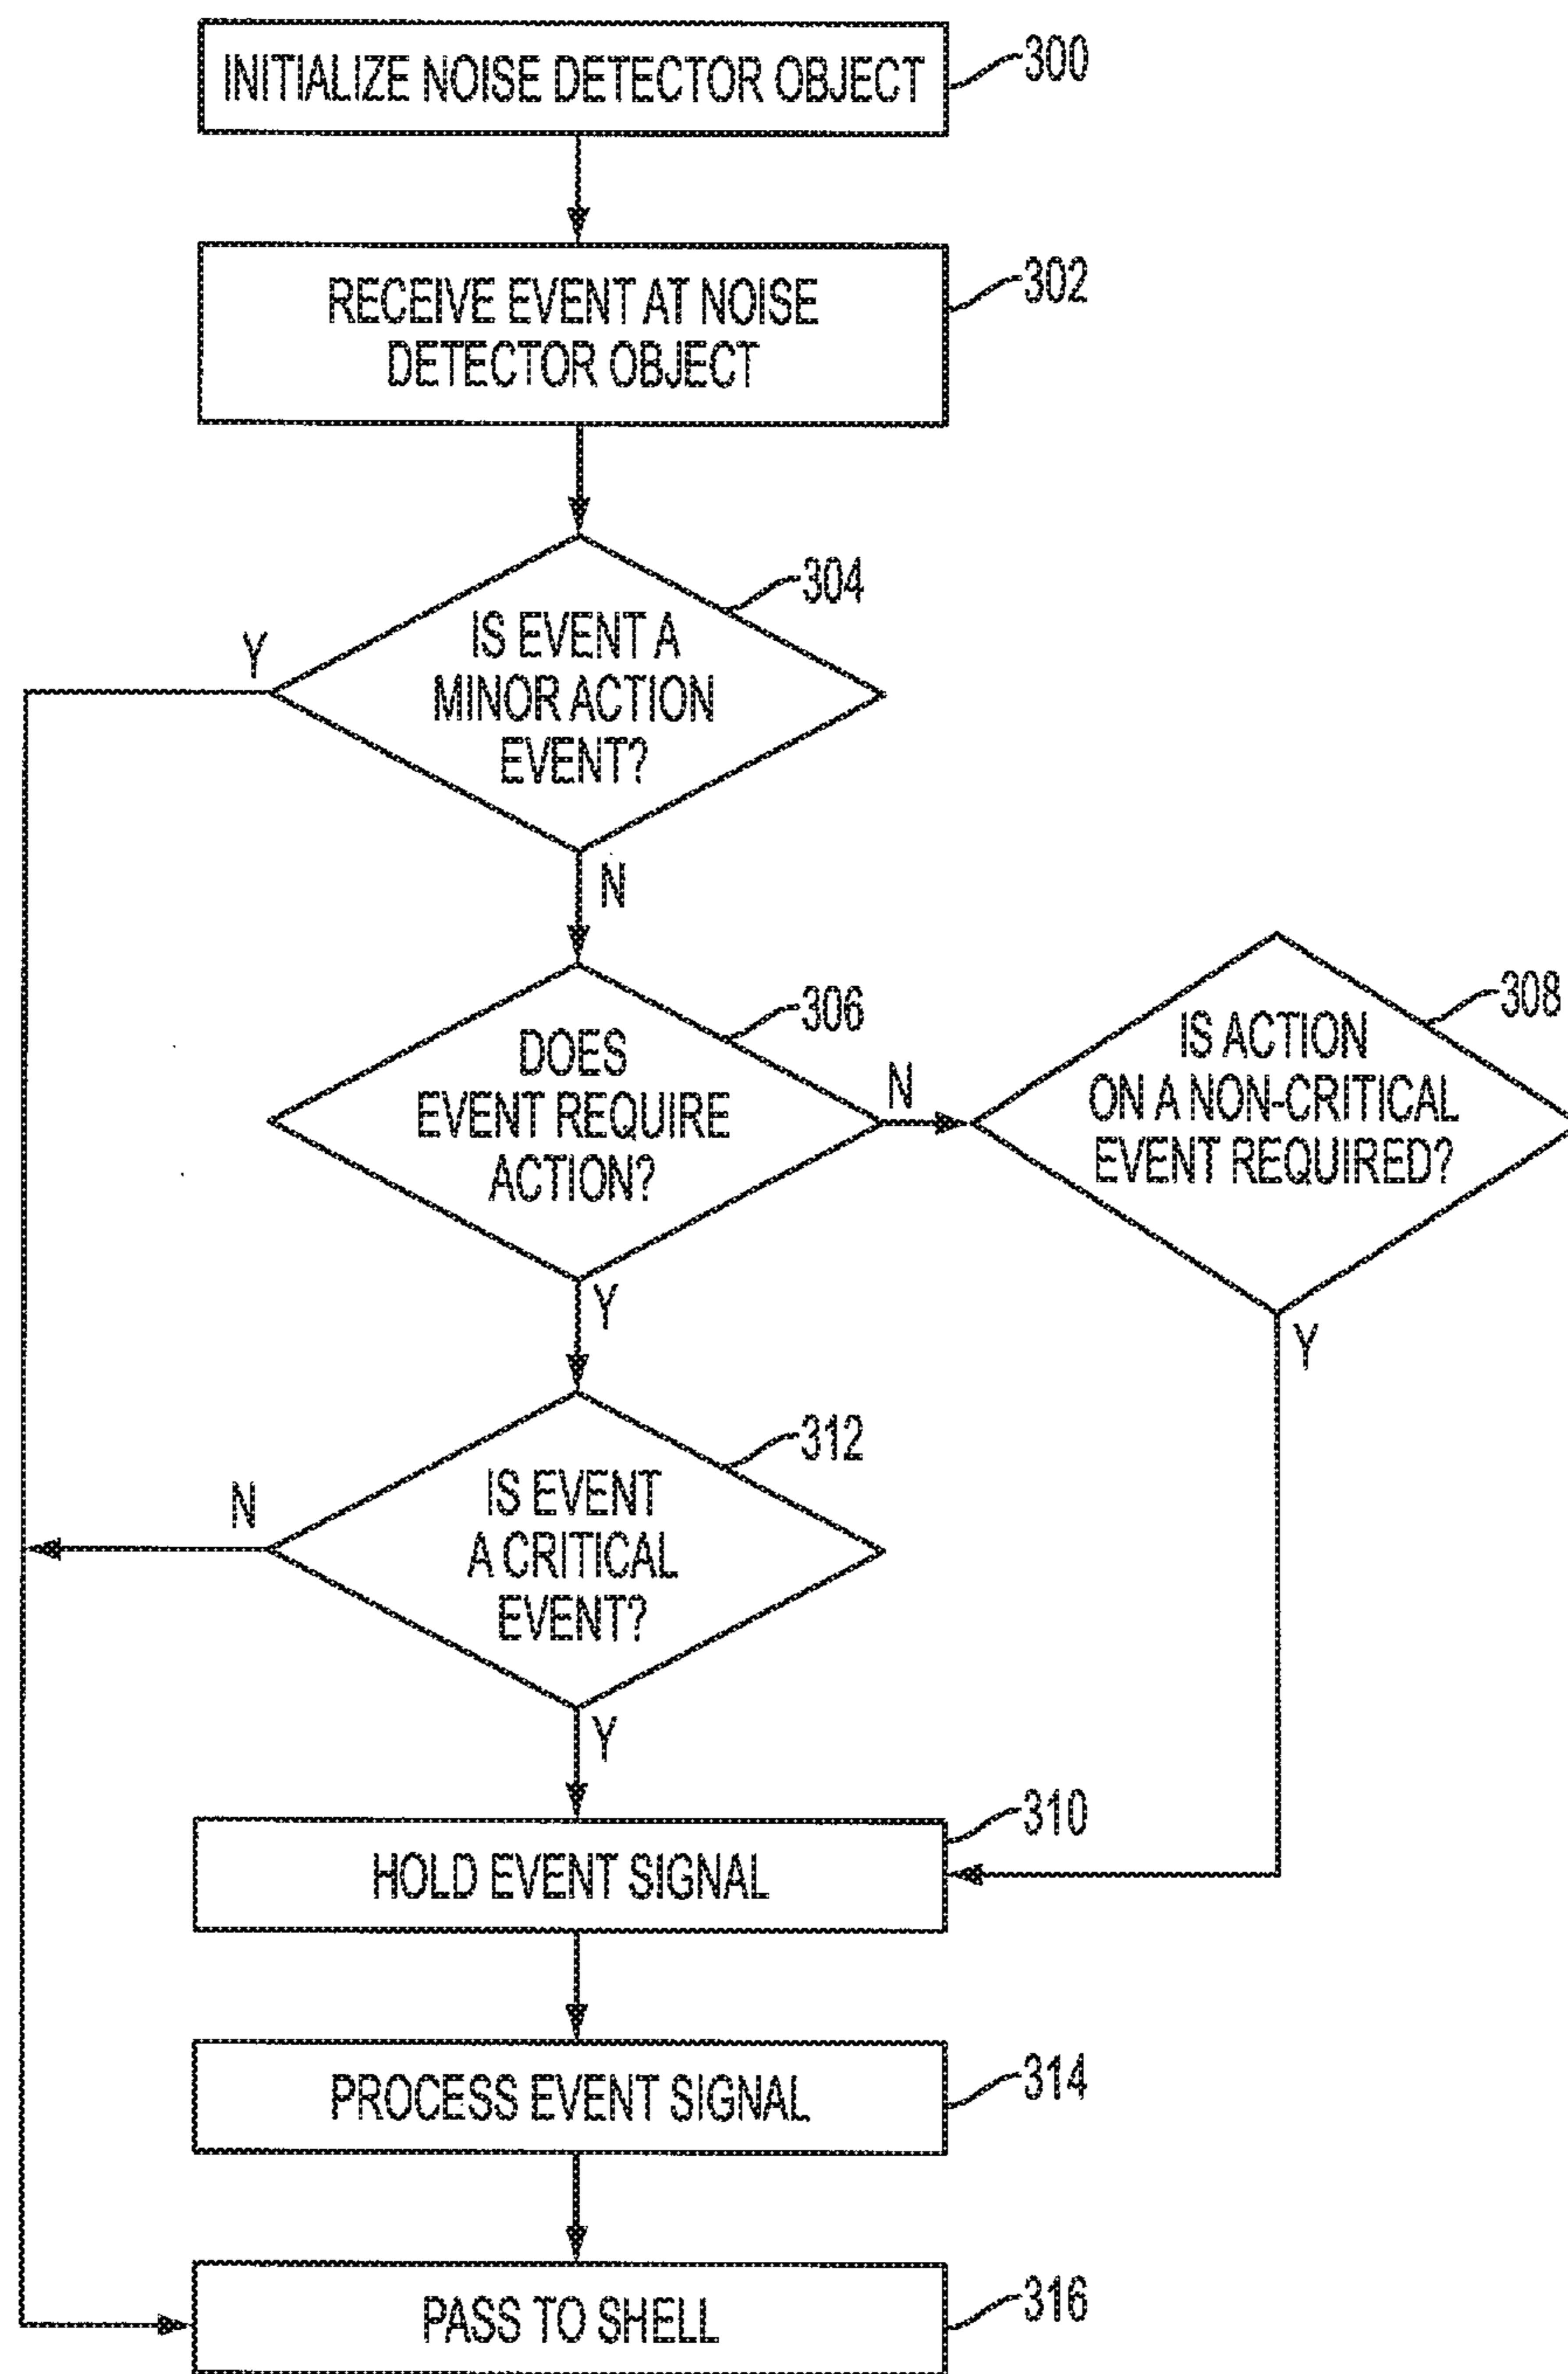 INITIALIZE NOISE DETECTOR OBJECT
300
RECEIVE EVENT AT NOISE
DETECTOR OBJECT
302
304
IS EVENT A
MINOR ACTION
EVENT?
Y
N
306
DOES
EVENT REQUIRE
ACTION?
N
308
IS ACTION
ON A NON-CRITICAL
EVENT REQUIRED?
Y
Y
312
IS EVENT
A CRITICAL
EVENT?
N
Y
310
HOLD EVENT SIGNAL
PROCESS EVENT SIGNAL
314
PASS TO SHELL
316